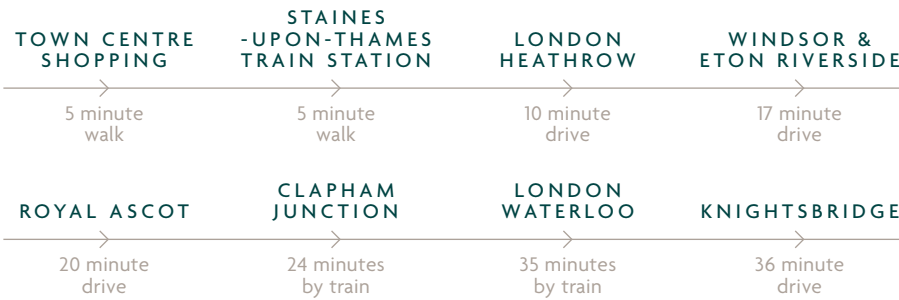 TOWN CENTRE
SHOPPING
5 minute
walk
STAINES
-UPON-THAMES
TRAIN STATION
5 minute
walk
LONDON
HEATHROW
10 minute
drive
WINDSOR &
ETON RIVERSIDE
17 minute
drive
ROYAL ASCOT
20 minute
drive
CLAPHAM
JUNCTION
24 minutes
by train
LONDON
WATERLOO
35 minutes
by train
KNIGHTSBRIDGE
36 minute
drive